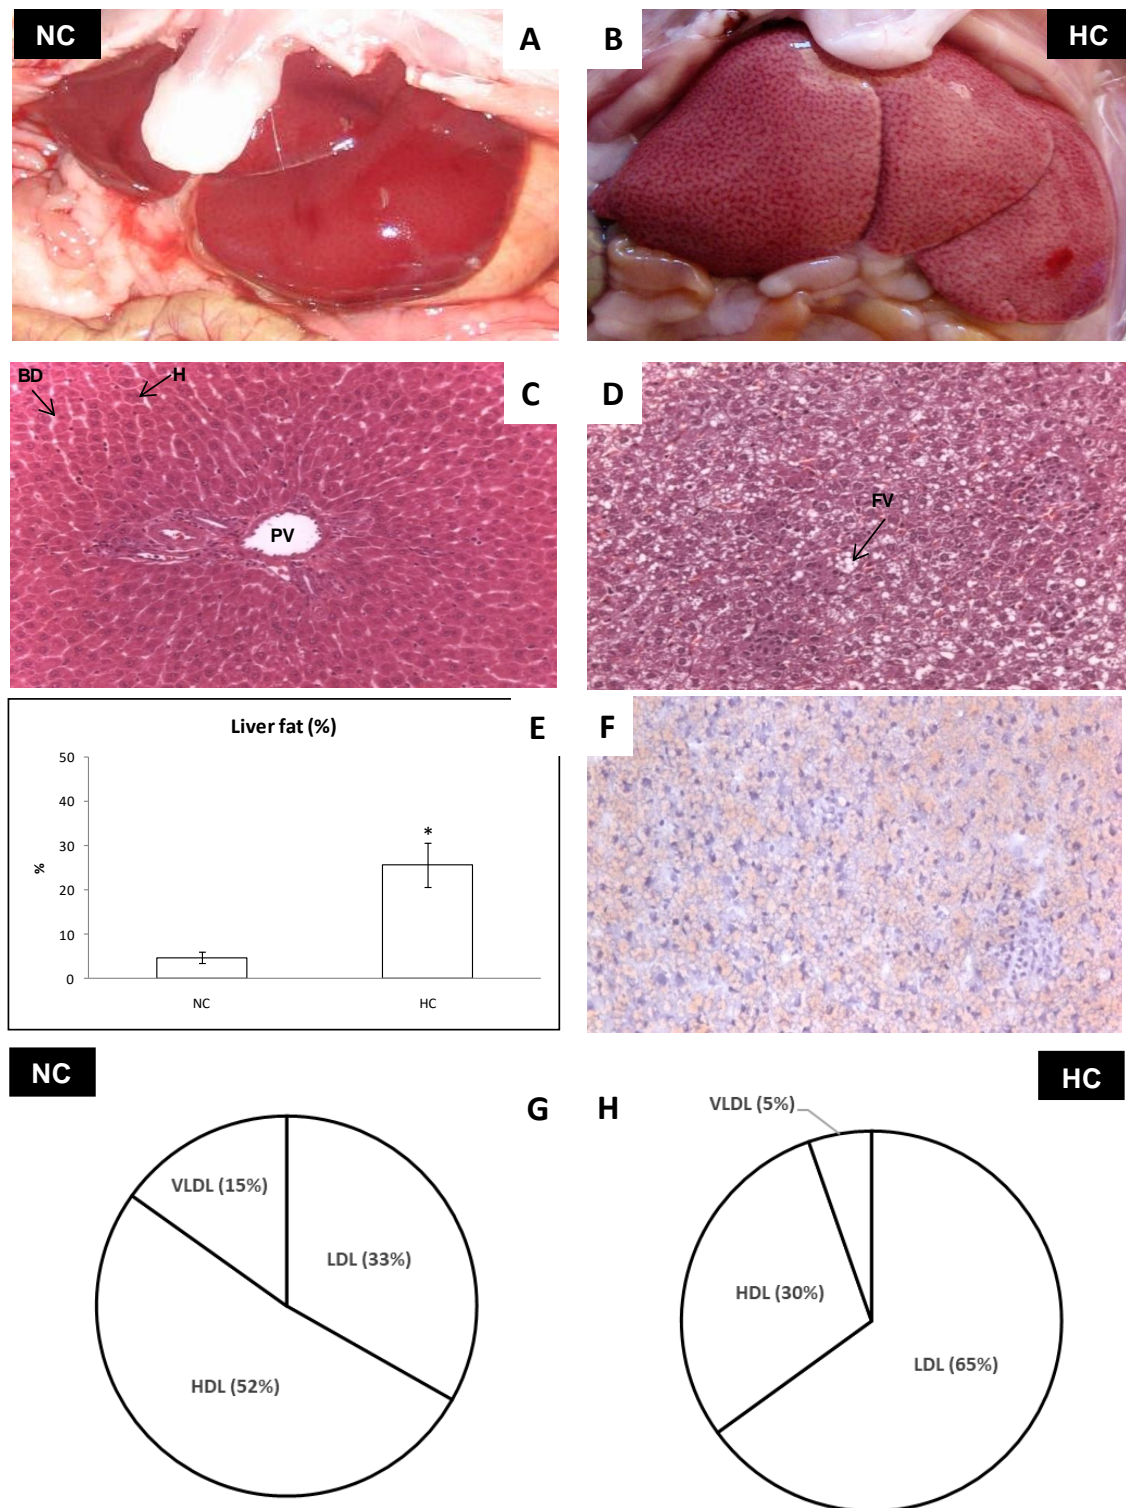 NC
A
B
HC
BD
H
C
D
PV
FV
Liver fat (%)
E
F
50
40
30
20
10
0
%
*
NC
HC
NC
HC
G
H
VLDL (15%)
LDL (33%)
HDL (52%)
VLDL (5%)
HDL (30%)
LDL (65%)